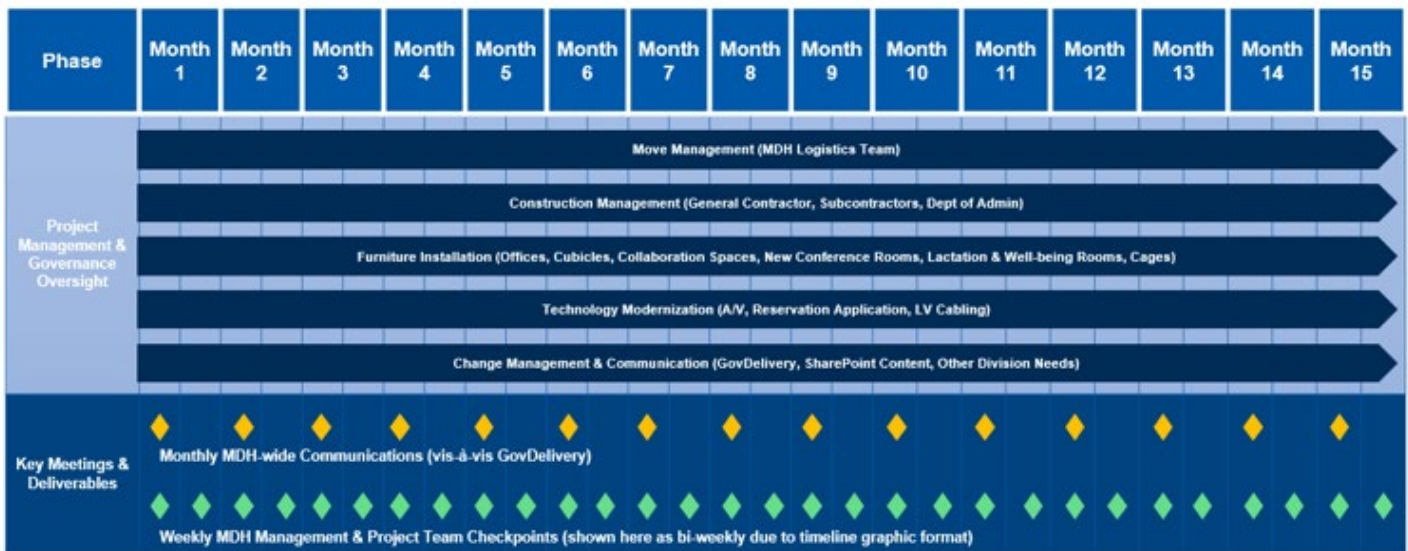 Phase
Month 1
Month 2
Month 3
Month 4
Month 5
Month 6
Month 7
Month 8
Month 9
Month 10
Month 11
Month 12
Month 13
Month 14
Month 15
Project
Management &
Governance
Oversight
Move Management (MDH Logistics Team)
Construction Management (General Contractor, Subcontractors, Dept of Admin)
Furniture Installation (Offices, Cubicles, Collaboration Spaces, New Conference Rooms, Lactation & Well-being Rooms, Cages)
Technology Modernization (A/V, Reservation Application, LV Cabling)
Change Management & Communication (GovDelivery, SharePoint Content, Other Division Needs)
Key Meetings &
Deliverables
Monthly MDH-wide Communications (vis-à-vis GovDelivery)
Weekly MDH Management & Project Team Checkpoints (shown here as bi-weekly due to timeline graphic format)